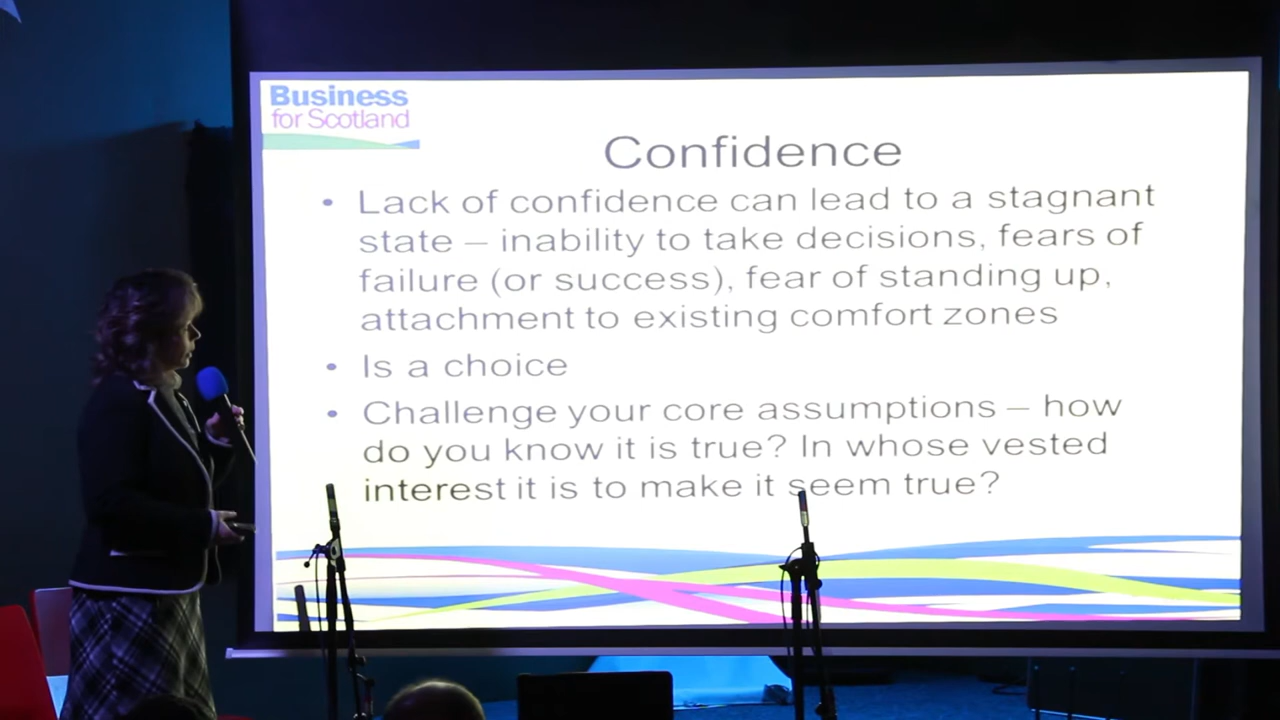 Business
for Scotland
Confidence
• Lack of confidence can lead to a stagnant
state – inability to take decisions, fears of
failure (or success), fear of standing up,
attachment to existing comfort zones
• Is a choice
• Challenge your core assumptions – how
do you know it is true? In whose vested
interest it is to make it seem true?